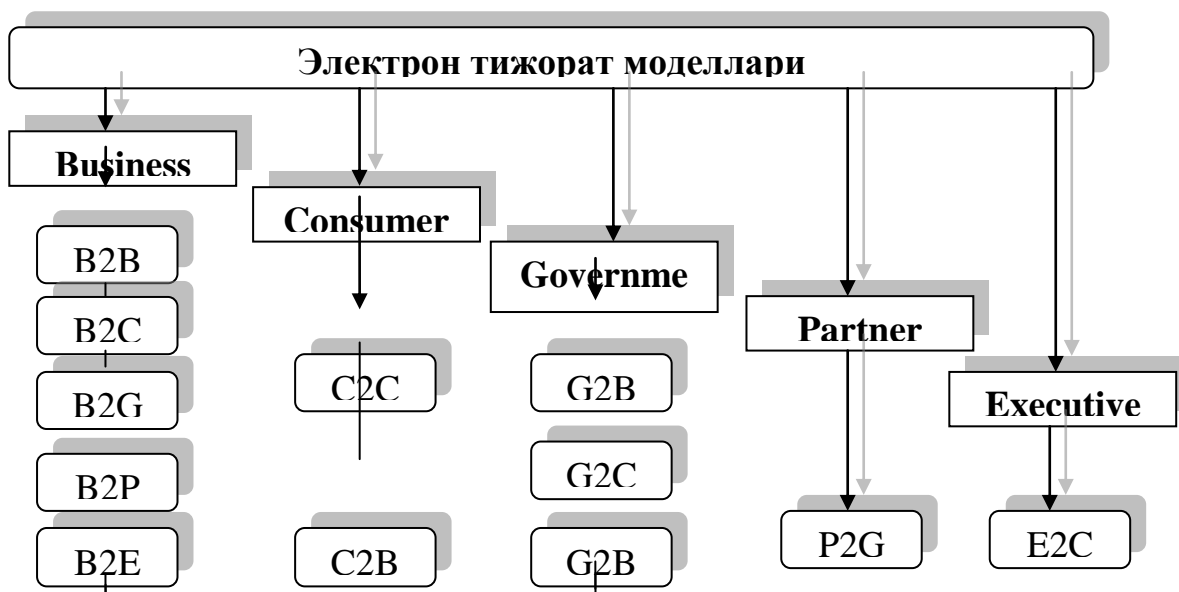 Электрон тижорат моделлари
Business
Consumer
Governme
Partner
Executive
B2B
B2C
B2G
B2P
B2E
C2C
C2B
G2B
G2C
G2B
P2G
E2C